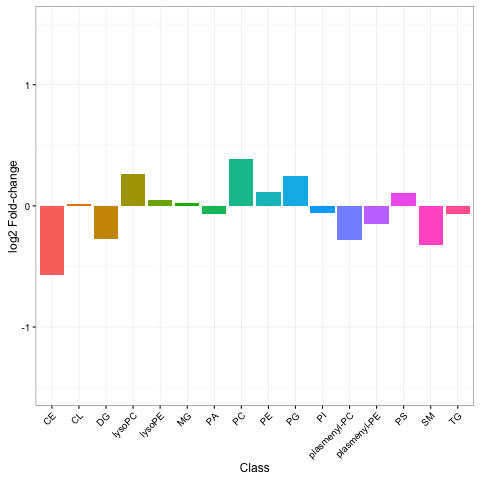 log2 Fold-change
1
0
-1
CE
CL
DG
lysoPC
lysoPE
MG
PA
PC
PE
PG
PI
plasmenyl-PC
plasmenyl-PE
PS
SM
TG
Class